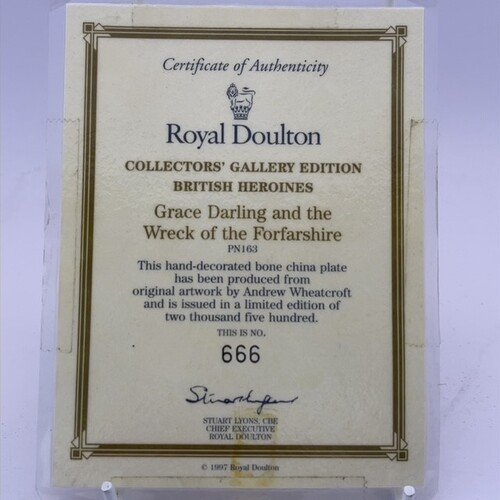 Certificate of Authenticity
Royal Doulton
COLLECTORS' GALLERY EDITION
BRITISH HEROINES
Grace Darling and the
Wreck of the Forfarshire
PN163
This hand-decorated bone china plate
has been produced from
original artwork by Andrew Wheatcroft
and is issued in a limited edition of
two thousand five hundred.
THIS IS NO.
666
Stuart Lyons
STUART LYONS, CBE
CHIEF EXECUTIVE
ROYAL DOULTON
© 1997 Royal Doulton